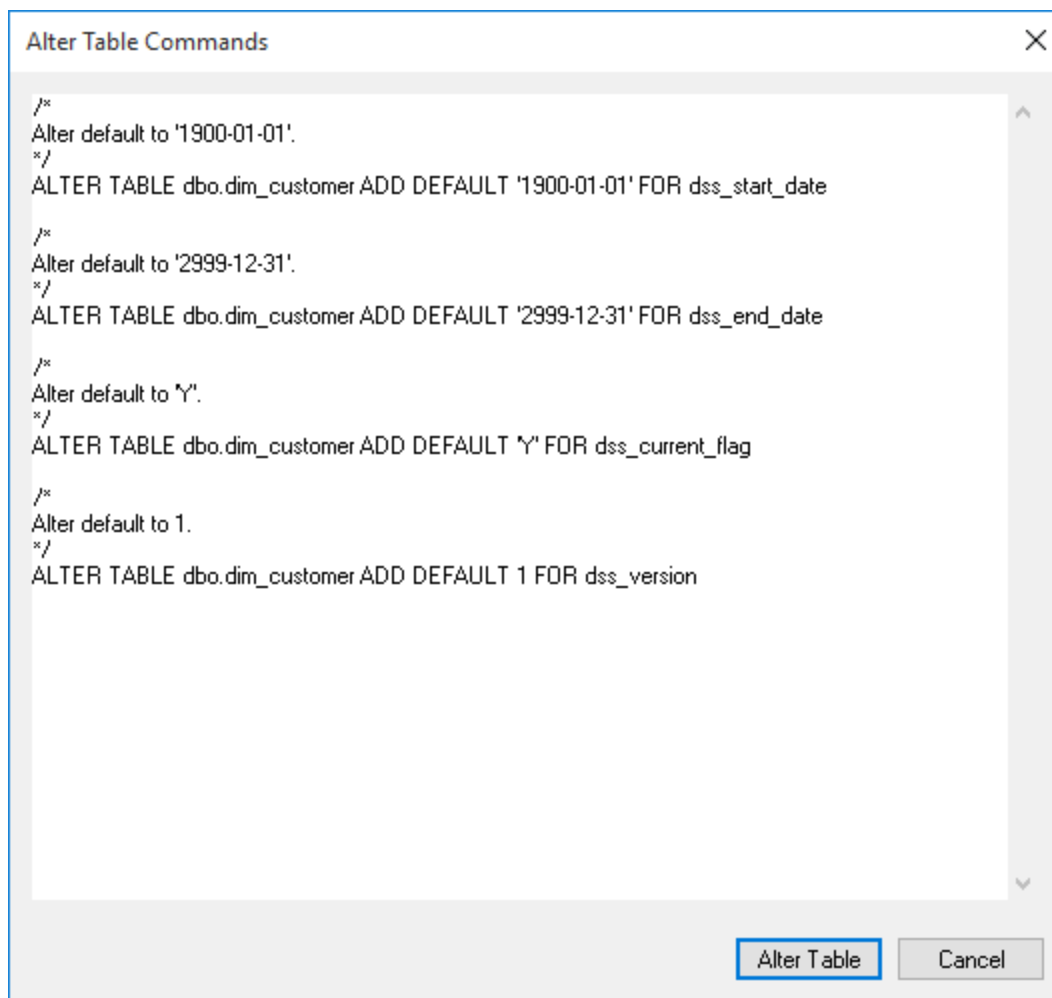 Alter Table Commands
/*
Alter default to '1900-01-01'.
*/
ALTER TABLE dbo.dim_customer ADD DEFAULT '1900-01-01' FOR dss_start_date
/*
Alter default to '2999-12-31'.
*/
ALTER TABLE dbo.dim_customer ADD DEFAULT '2999-12-31' FOR dss_end_date
/*
Alter default to 'Y'.
*/
ALTER TABLE dbo.dim_customer ADD DEFAULT 'Y' FOR dss_current_flag
/*
Alter default to 1.
*/
ALTER TABLE dbo.dim_customer ADD DEFAULT 1 FOR dss_version
Alter Table
Cancel